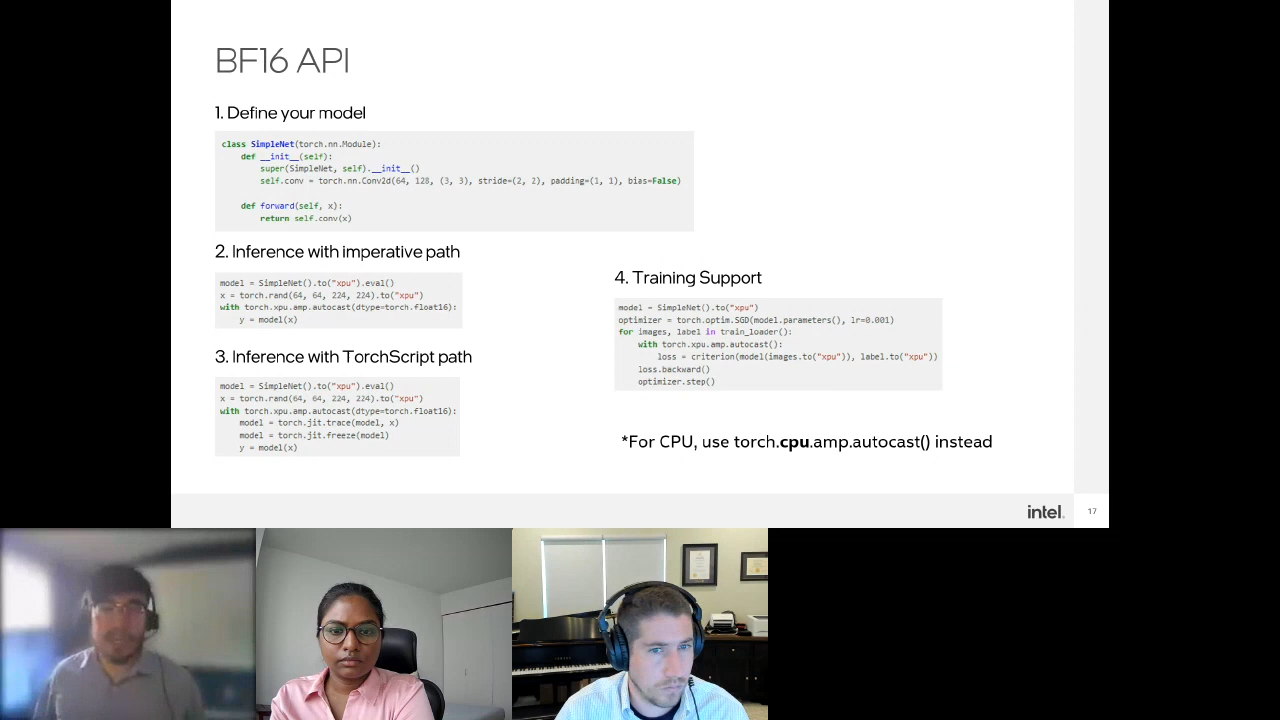 BF16 API
1. Define your model
class SimpleNet(torch.nn.Module):
def __init__(self):
super(SimpleNet, self).__init__()
self.conv = torch.nn.Conv2d(64, 128, (3, 3), stride=(2, 2), padding=(1, 1), bias=False)
def forward(self, x):
return self.conv(x)
2. Inference with imperative path
model = SimpleNet().to("xpu").eval()
x = torch.rand(64, 64, 224, 224).to("xpu")
with torch.xpu.amp.autocast(dtype=torch.float16):
y = model(x)
3. Inference with TorchScript path
model = SimpleNet().to("xpu").eval()
x = torch.rand(64, 64, 224, 224).to("xpu")
with torch.xpu.amp.autocast(dtype=torch.float16):
model = torch.jit.trace(model, x)
model = torch.jit.freeze(model)
y = model(x)
4. Training Support
model = SimpleNet().to("xpu")
optimizer = torch.optim.SGD(model.parameters(), lr=0.001)
for images, label in train_loader():
with torch.xpu.amp.autocast():
loss = criterion(model(images.to("xpu")), label.to("xpu"))
loss.backward()
optimizer.step()
*For CPU, use torch.cpu.amp.autocast() instead
intel.
17